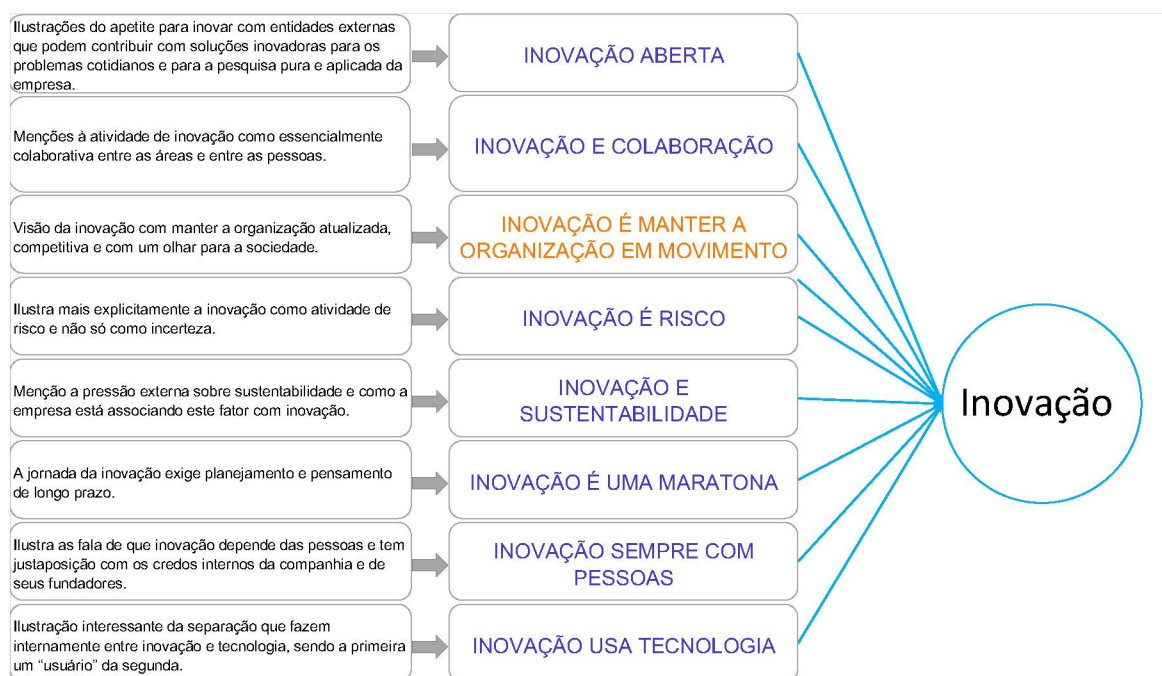 Ilustrações do apetite para inovar com entidades externas
que podem contribuir com soluções inovadoras para os
problemas cotidianos e para a pesquisa pura e aplicada da
empresa.
INOVAÇÃO ABERTA
Menções à atividade de inovação como essencialmente
colaborativa entre as áreas e entre as pessoas.
INOVAÇÃO E COLABORAÇÃO
Visão da inovação com manter a organização atualizada,
competitiva e com um olhar para a sociedade.
INOVAÇÃO É MANTER A
ORGANIZAÇÃO EM MOVIMENTO
Ilustra mais explicitamente a inovação como atividade de
risco e não só como incerteza.
INOVAÇÃO É RISCO
Menção a pressão externa sobre sustentabilidade e como a
empresa está associando este fator com inovação.
INOVAÇÃO E
SUSTENTABILIDADE
A jornada da inovação exige planejamento e pensamento
de longo prazo.
INOVAÇÃO É UMA MARATONA
Ilustra as fala de que inovação depende das pessoas e tem
justaposição com os credos internos da companhia e de
seus fundadores.
INOVAÇÃO SEMPRE COM
PESSOAS
Ilustração interessante da separação que fazem
internamente entre inovação e tecnologia, sendo a primeira
um “usuário” da segunda.
INOVAÇÃO USA TECNOLOGIA
Inovação